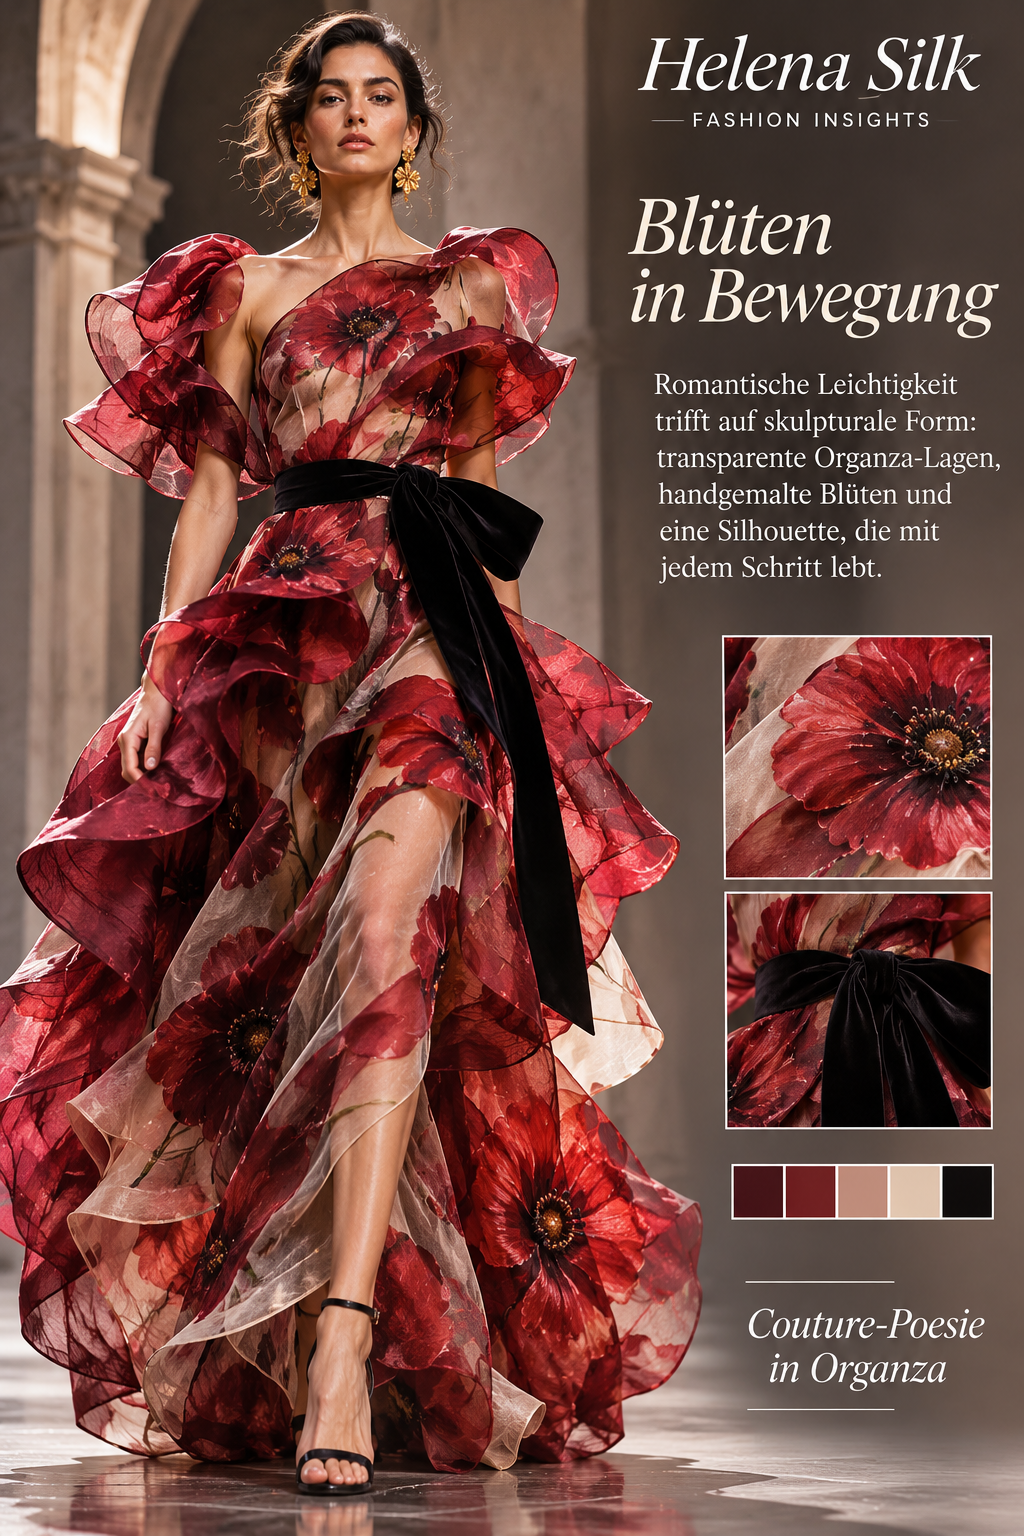 Helena Silk
FASHION INSIGHTS
Blüten
in Bewegung
Romantische Leichtigkeit
trifft auf skulpturale Form:
transparente Organza-Lagen,
handgemalte Blüten und
eine Silhouette, die mit
jedem Schritt lebt.
Couture-Poesie
in Organza